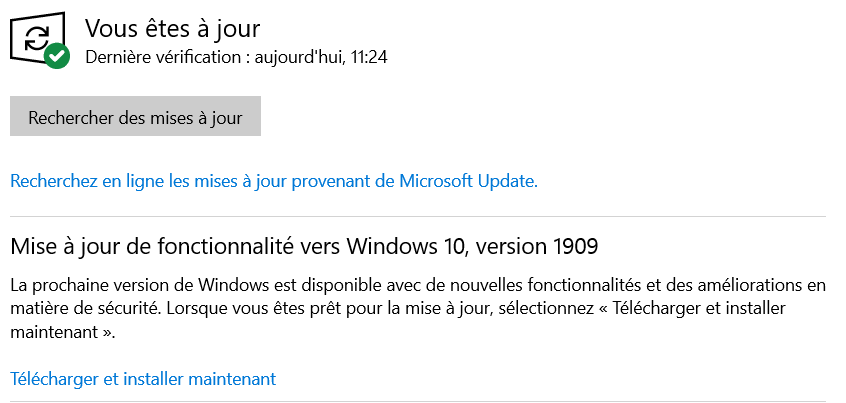 Vous êtes à jour
Dernière vérification : aujourd'hui, 11:24
Rechercher des mises à jour
Recherchez en ligne les mises à jour provenant de Microsoft Update.
Mise à jour de fonctionnalité vers Windows 10, version 1909
La prochaine version de Windows est disponible avec de nouvelles fonctionnalités et des améliorations en
matière de sécurité. Lorsque vous êtes prêt pour la mise à jour, sélectionnez « Télécharger et installer
maintenant ».
Télécharger et installer maintenant